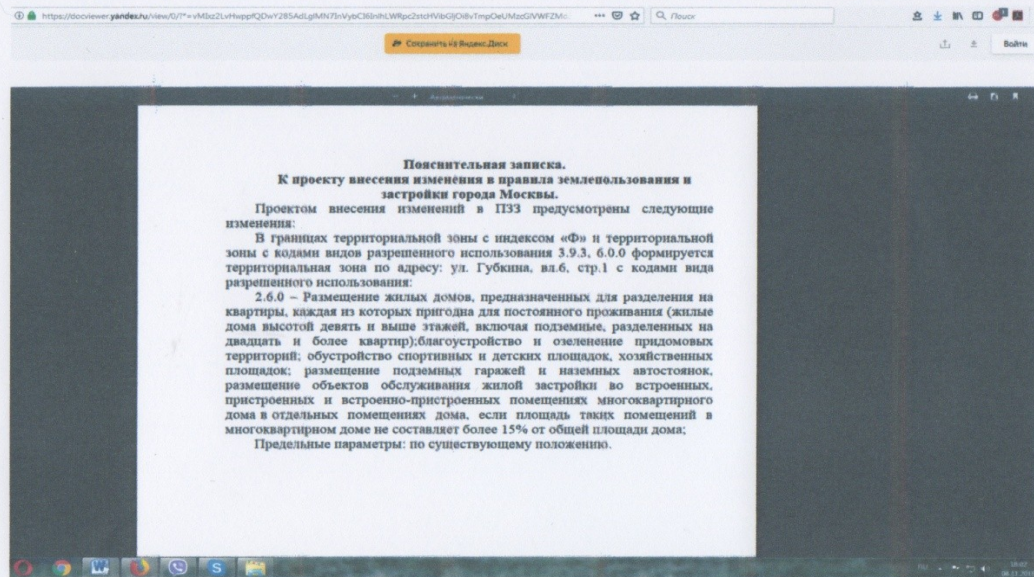 Поиск
Сохранить на Яндекс.Диск
Войти
Пояснительная записка.
К проекту внесения изменения в правила землепользования и
застройки города Москвы.
Проектом внесения изменений в ПЗЗ предусмотрены следующие
изменения:
В границах территориальной зоны с индексом «Ф» и территориальной
зоны с кодами видов разрешенного использования 3.9.3, 6.0.0 формируется
территориальная зона по адресу: ул. Губкина, вл.6, стр.1 с кодами вида
разрешенного использования:
2.6.0 – Размещение жилых домов, предназначенных для разделения на
квартиры, каждая из которых пригодна для постоянного проживания (жилые
дома высотой девять и выше этажей, включая подземные, разделенных на
двадцать и более квартир);благоустройство и озеленение придомовых
территорий; обустройство спортивных и детских площадок, хозяйственных
площадок; размещение подземных гаражей и наземных автостоянок,
размещение объектов обслуживания жилой застройки во встроенных,
пристроенных и встроенно-пристроенных помещениях многоквартирного
дома в отдельных помещениях дома, если площадь таких помещений в
многоквартирном доме не составляет более 15% от общей площади дома;
Предельные параметры: по существующему положению.